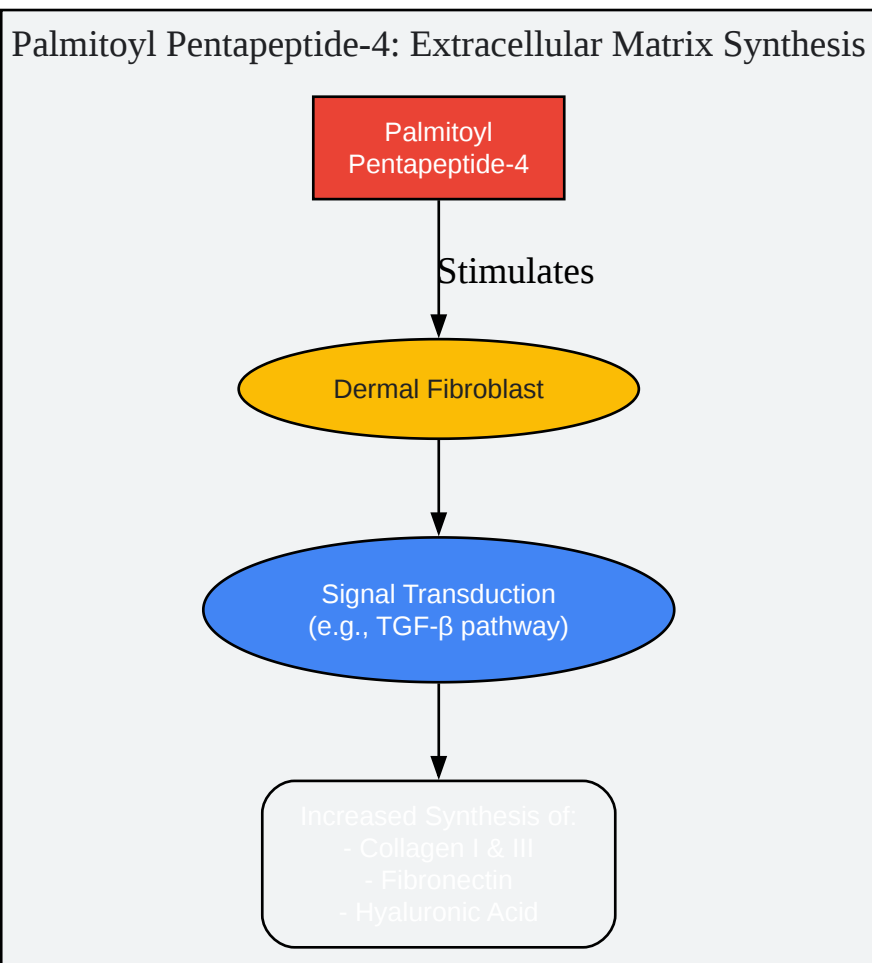 Palmitoyl Pentapeptide-4: Extracellular Matrix Synthesis
Palmitoyl
Pentapeptide-4
Stimulates
Dermal Fibroblast
Signal Transduction
(e.g., TGF-β pathway)
Increased Synthesis of:
- Collagen I & III
- Fibronectin
- Hyaluronic Acid